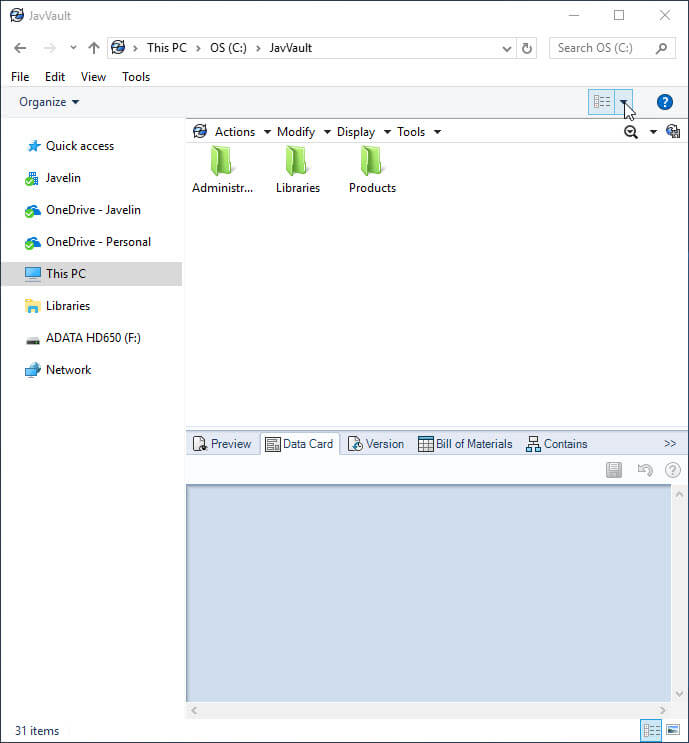 JavVault
This PC > OS (C:) > JavVault
Search OS (C:)
File Edit View Tools
Organize
?
Actions Modify Display Tools
Quick access
Javelin
OneDrive - Javelin
OneDrive - Personal
This PC
Libraries
ADATA HD650 (F:)
Network
Administr... Libraries Products
Preview Data Card Version Bill of Materials Contains >>
?
31 items